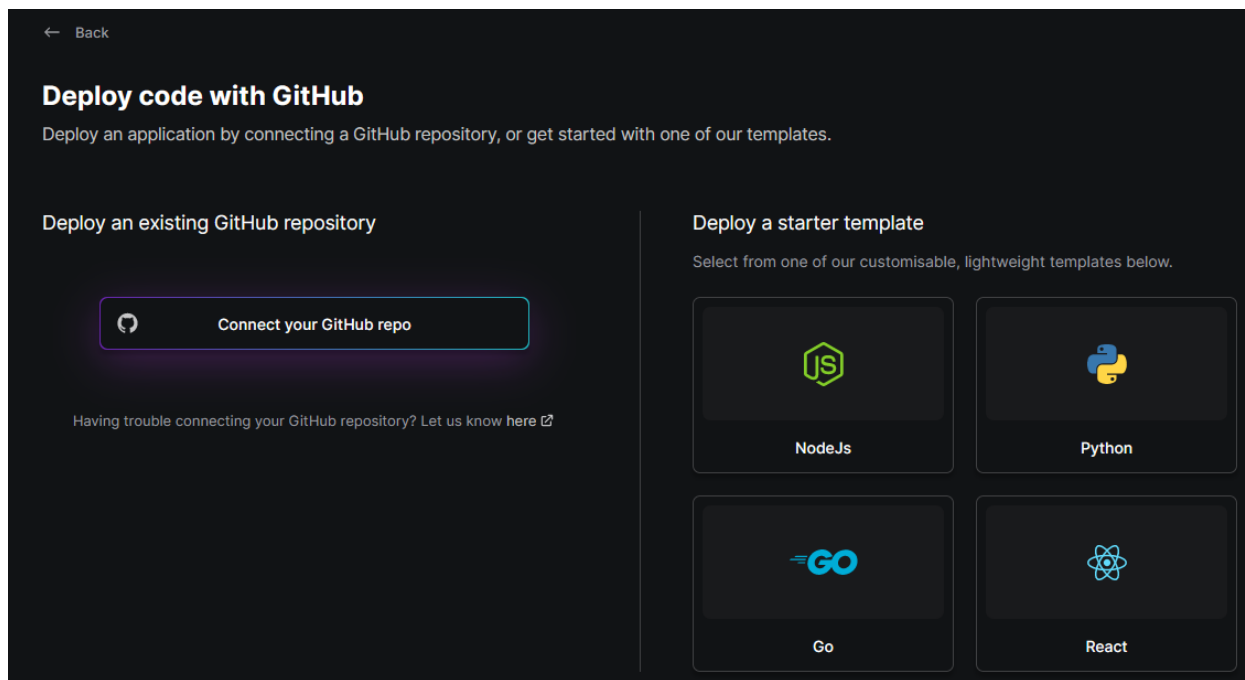 Back
Deploy code with GitHub
Deploy an application by connecting a GitHub repository, or get started with one of our templates.
Deploy an existing GitHub repository
Connect your GitHub repo
Having trouble connecting your GitHub repository? Let us know here
Deploy a starter template
Select from one of our customisable, lightweight templates below.
JS
NodeJs
Python
GO
Go
React